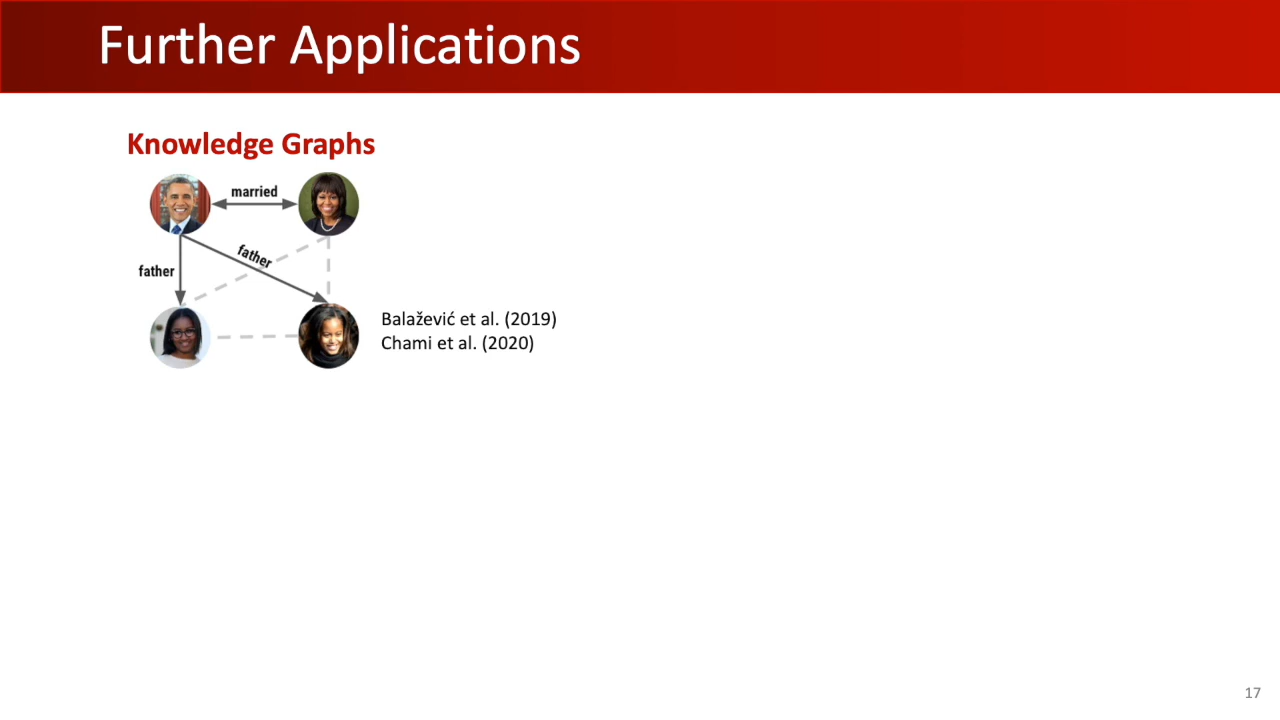 Further Applications
Knowledge Graphs
married
father
father
Balažević et al. (2019)
Chami et al. (2020)
17